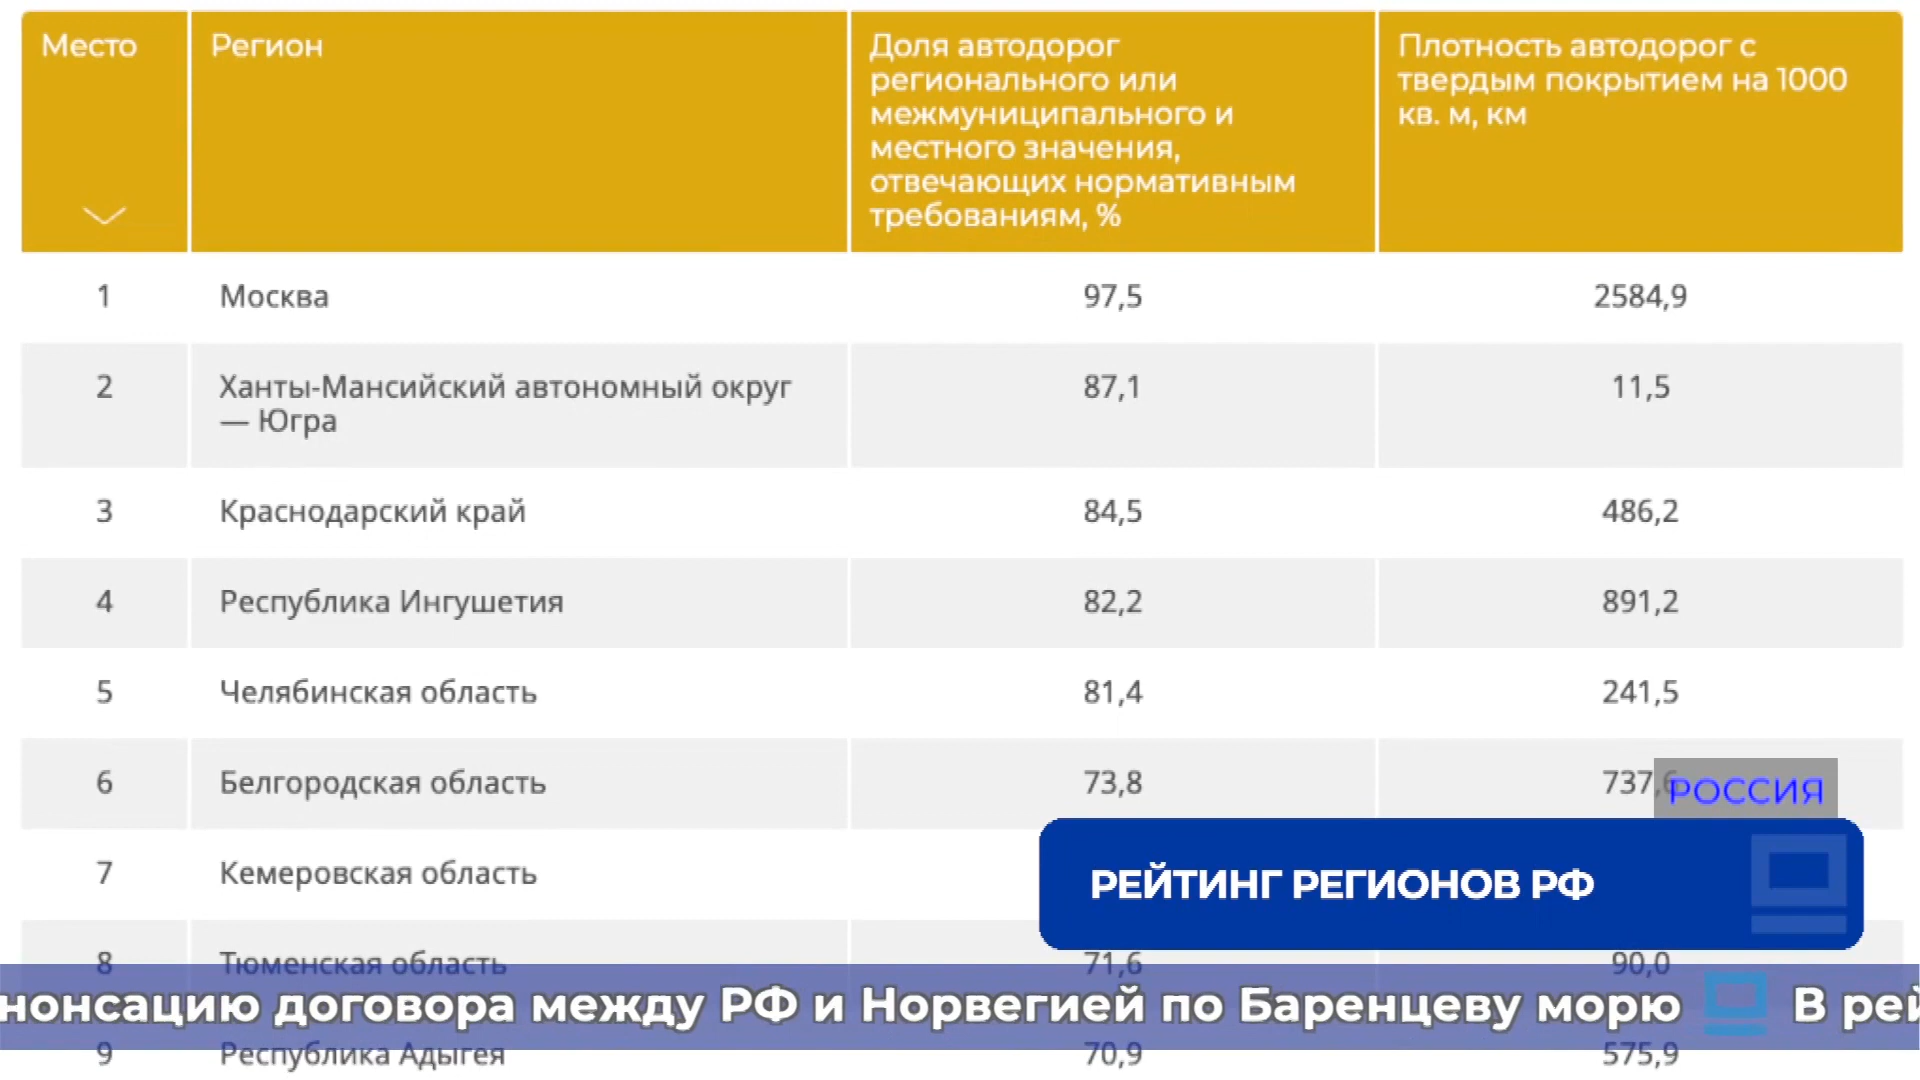 Место
Регион
Доля автодорог
регионального или
межмуниципального и
местного значения,
отвечающих нормативным
требованиям, %
Плотность автодорог с
твердым покрытием на 1000
кв. м, км
1 Москва 97,5 2584,9
2 Ханты-Мансийский автономный округ 87,1 11,5
— Югра
3 Краснодарский край 84,5 486,2
4 Республика Ингушетия 82,2 891,2
5 Челябинская область 81,4 241,5
6 Белгородская область 73,8 737,6
РОССИЯ
7 Кемеровская область
РЕЙТИНГ РЕГИОНОВ РФ
8 Тюменская область 71,6 90,0
нонсацию договора между РФ и Норвегией по Баренцеву морю В рей
9 Республика Адыгея 70,9 575,9